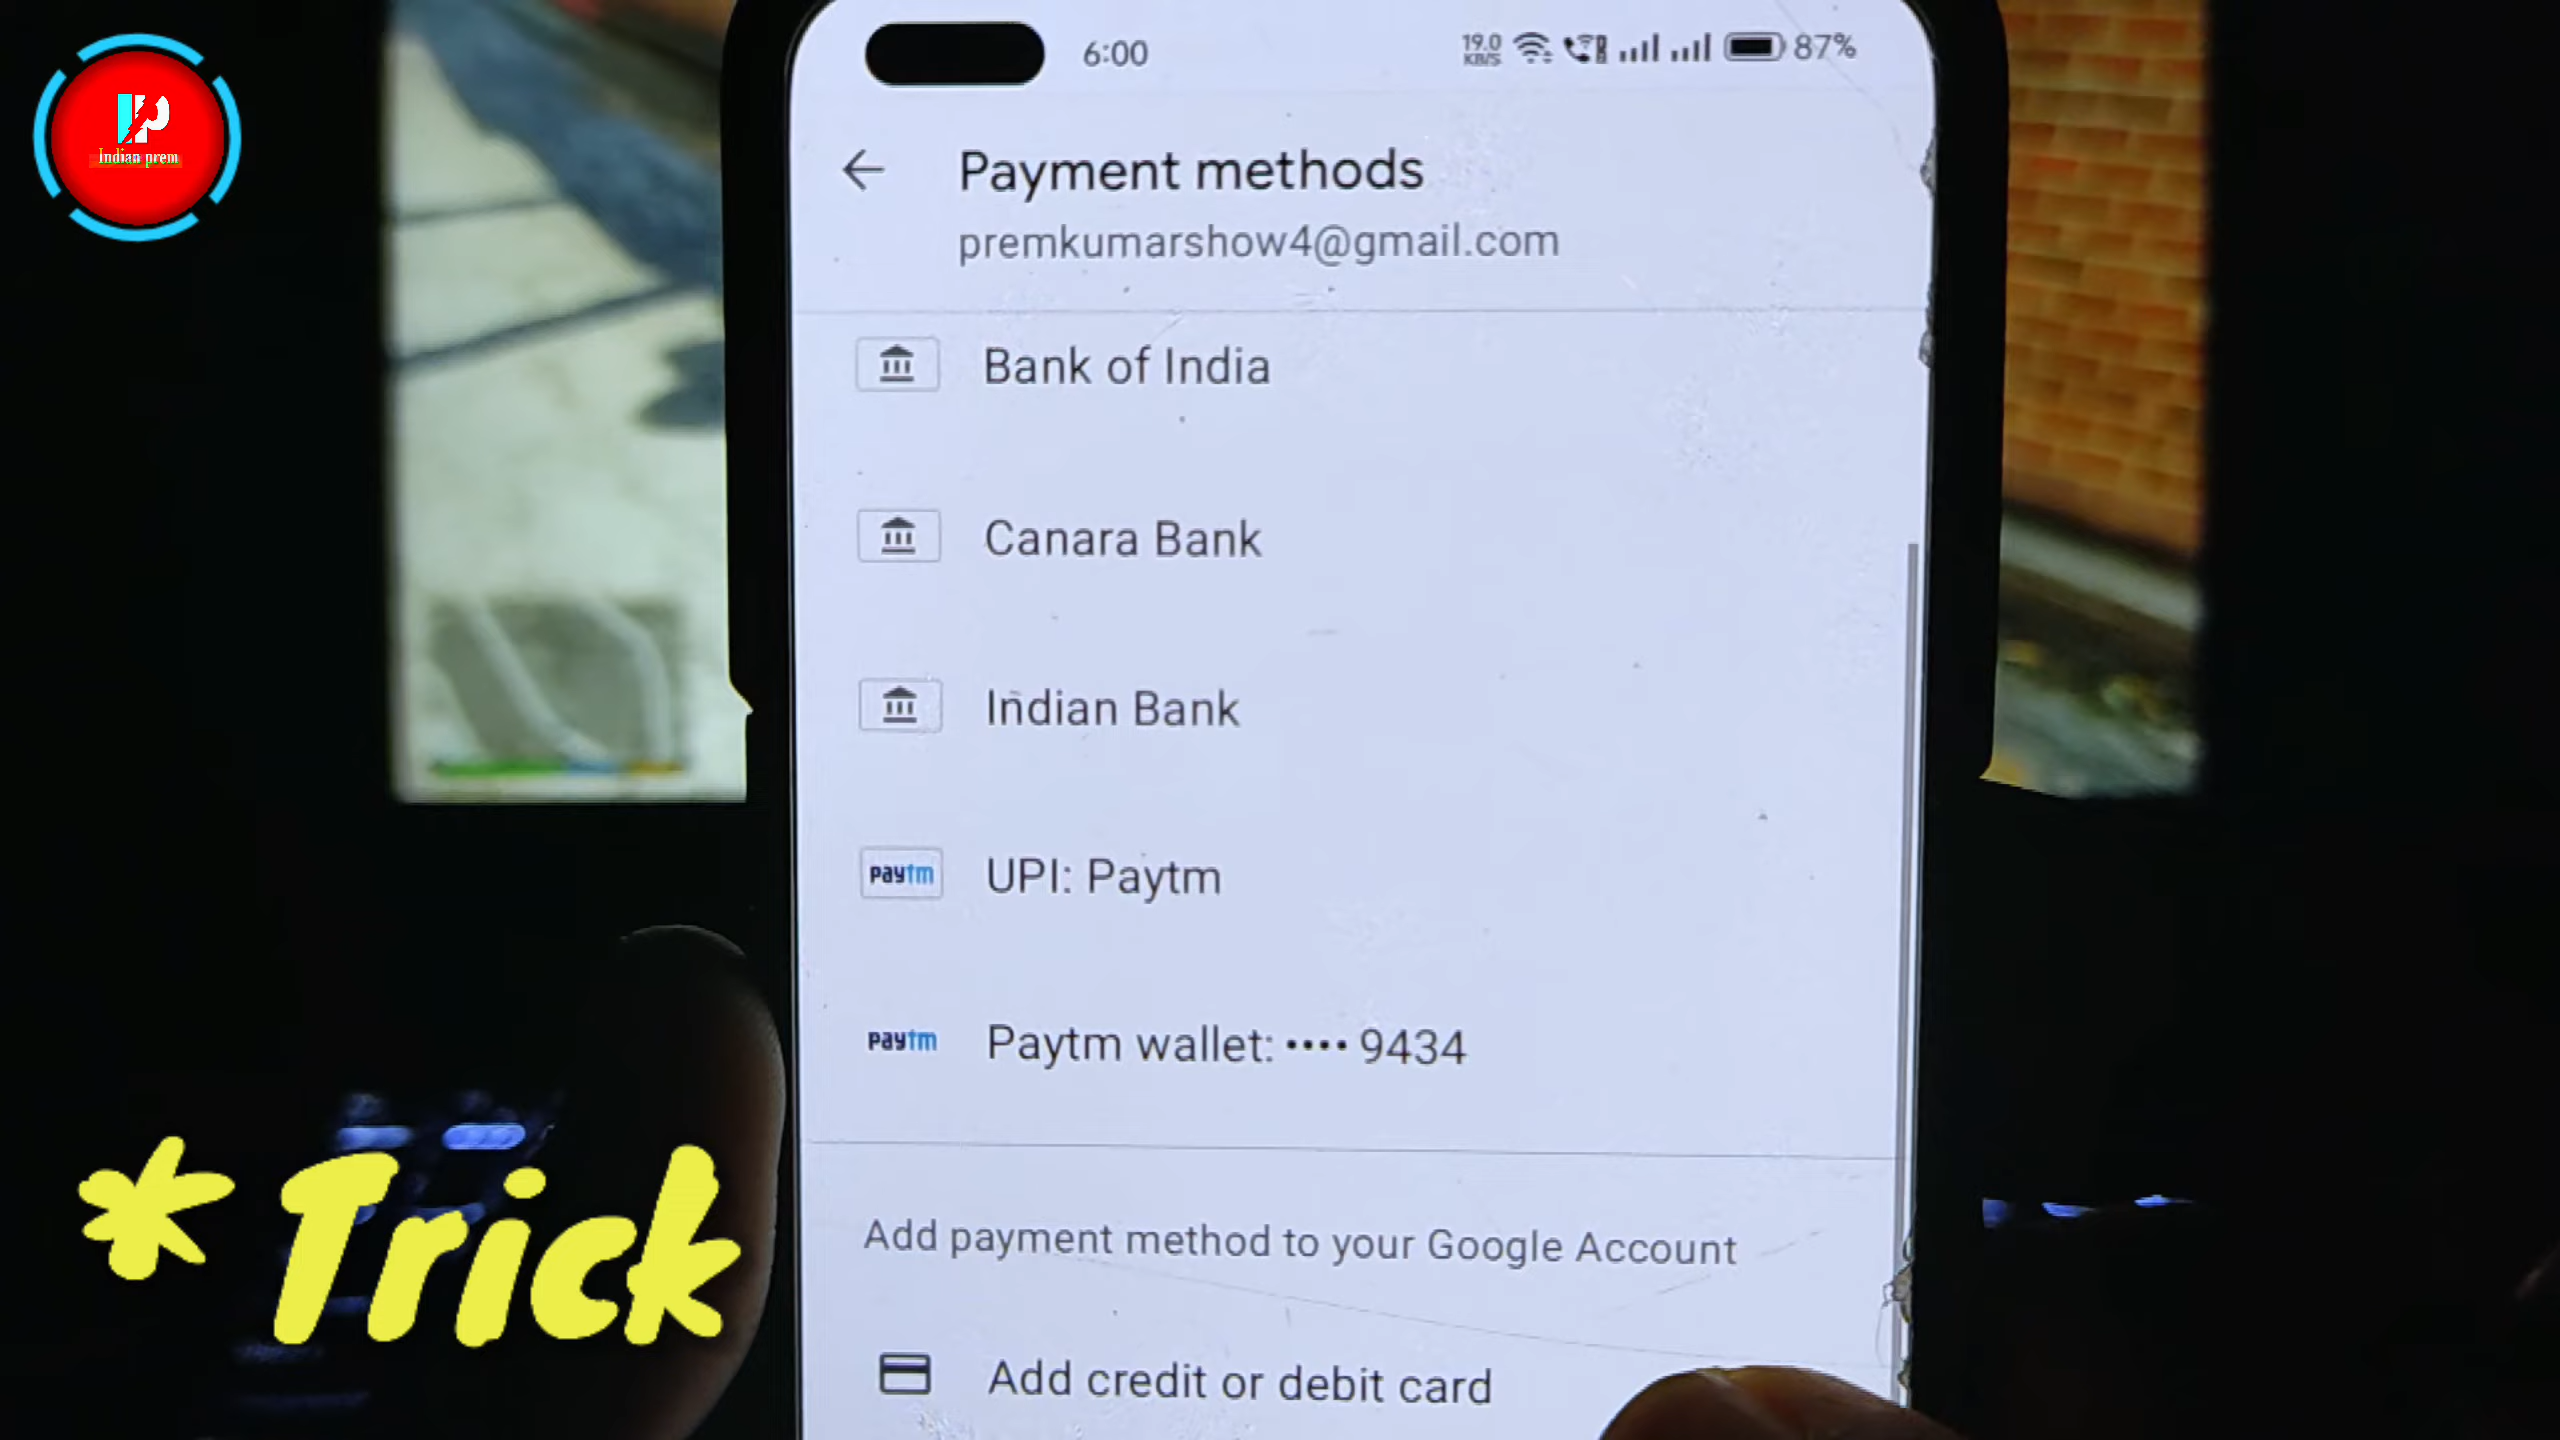 IP
Indian prem
6:00
19.0
KB/S
87%
Payment methods
premkumarshow4@gmail.com
Bank of India
Canara Bank
Indian Bank
paytm
UPI: Paytm
paytm
Paytm wallet: •••• 9434
Add payment method to your Google Account
Add credit or debit card
* Trick